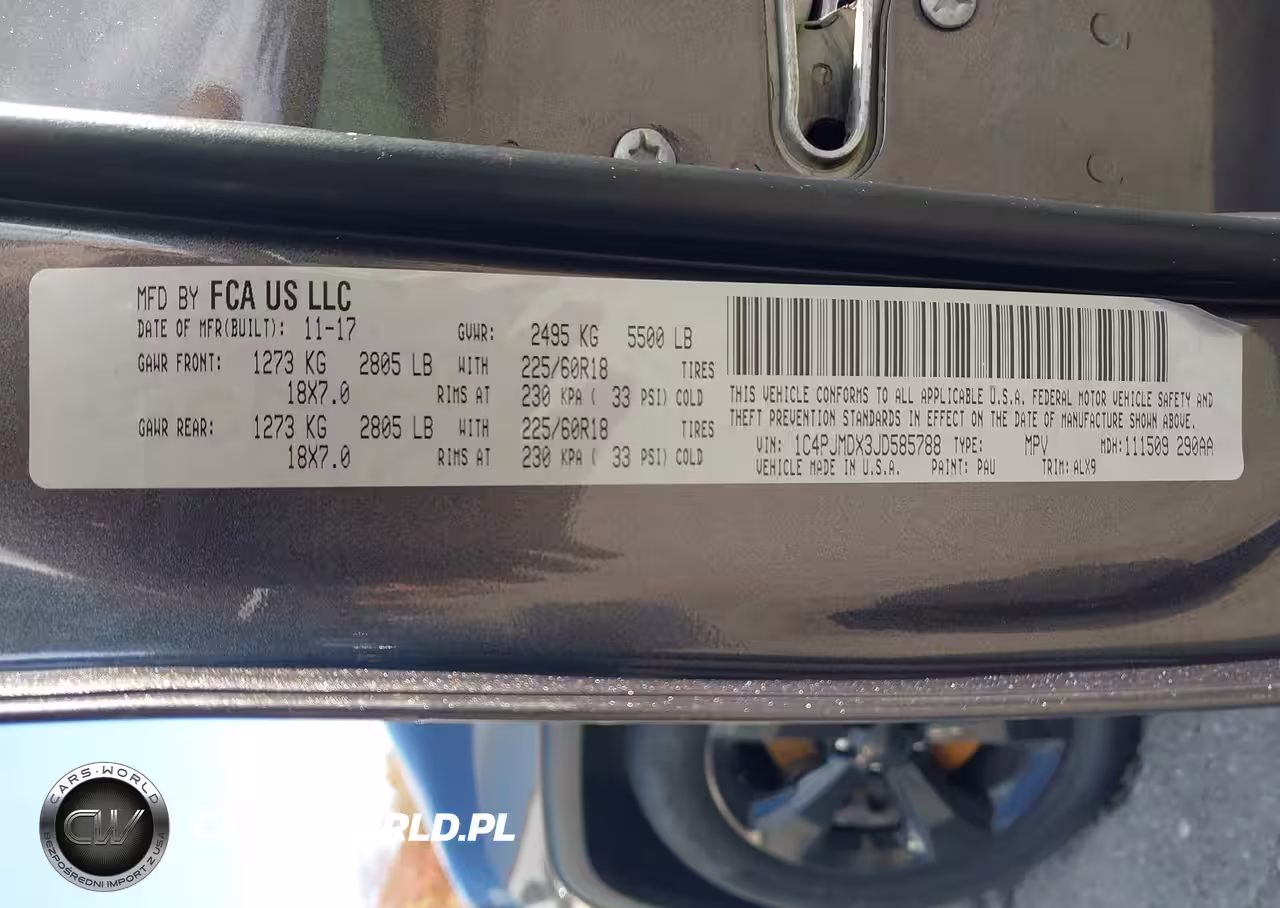 MFD BY FCA US LLC
DATE OF MFR(BUILT): 11-17 GVWR: 2495 KG 5500 LB
GAWR FRONT: 1273 KG 2805 LB WITH 225/60R18 TIRES
18X7.0 RIMS AT 230 KPA ( 33 PSI) COLD
GAWR REAR: 1273 KG 2805 LB WITH 225/60R18 TIRES
18X7.0 RIMS AT 230 KPA ( 33 PSI) COLD
THIS VEHICLE CONFORMS TO ALL APPLICABLE U.S.A. FEDERAL MOTOR VEHICLE SAFETY AND
THEFT PREVENTION STANDARDS IN EFFECT ON THE DATE OF MANUFACTURE SHOWN ABOVE.
VIN: 1C4PJMDX3JD585788 TYPE: MPV MDH:111509 290AA
VEHICLE MADE IN U.S.A. PAINT: PAU TRIM: ALX9
CARS-WORLD
CW
BEZPOŚREDNI IMPORT Z USA